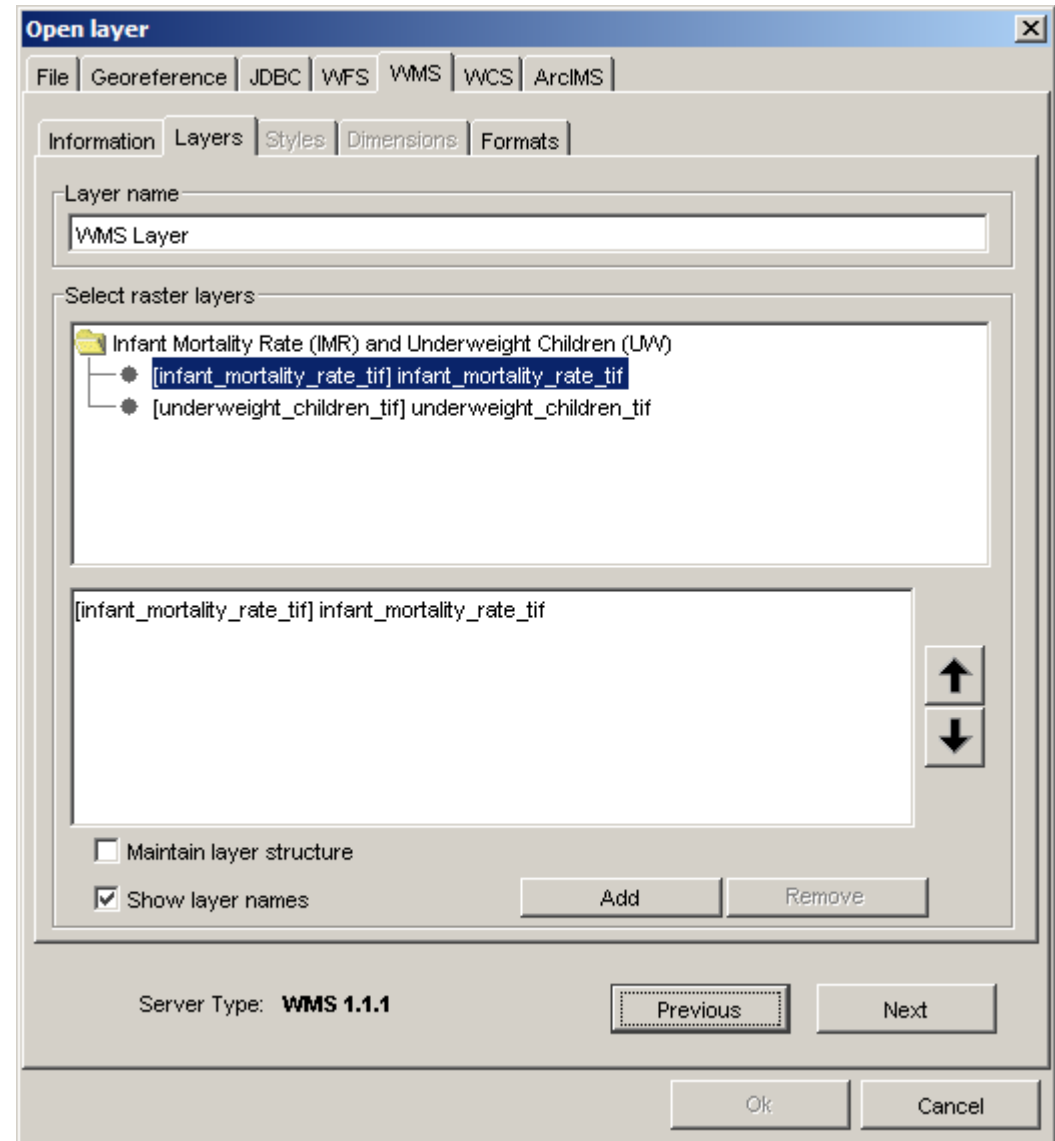 Open layer
File Georeference JDBC WFS WMS WCS ArcIMS
Information Layers Styles Dimensions Formats
Layer name
WMS Layer
Select raster layers
Infant Mortality Rate (IMR) and Underweight Children (UW)
[infant_mortality_rate_tif] infant_mortality_rate_tif
[underweight_children_tif] underweight_children_tif
[infant_mortality_rate_tif] infant_mortality_rate_tif
Maintain layer structure
Show layer names Add Remove
Server Type: WMS 1.1.1 Previous Next
Ok Cancel